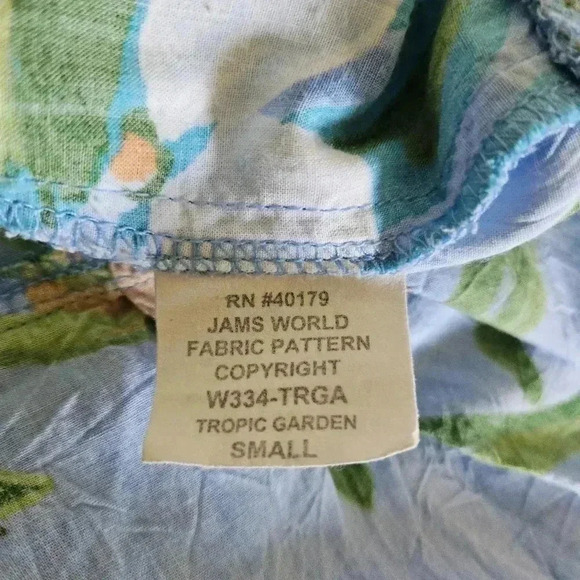 RN #40179
JAMS WORLD
FABRIC PATTERN
COPYRIGHT
W334-TRGA
TROPIC GARDEN
SMALL